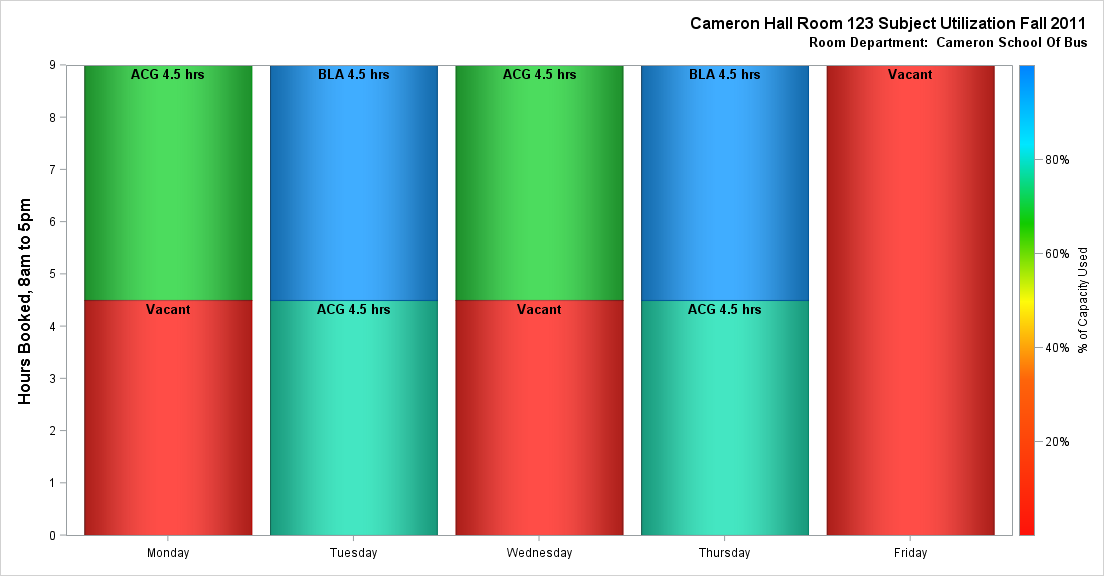 Cameron Hall Room 123 Subject Utilization Fall 2011
Room Department:  Cameron School Of Bus
Hours Booked, 8am to 5pm
9
8
7
6
5
4
3
2
1
0
ACG 4.5 hrs
BLA 4.5 hrs
ACG 4.5 hrs
BLA 4.5 hrs
Vacant
Vacant
ACG 4.5 hrs
Vacant
ACG 4.5 hrs
Monday
Tuesday
Wednesday
Thursday
Friday
80%
60%
40%
20%
% of Capacity Used